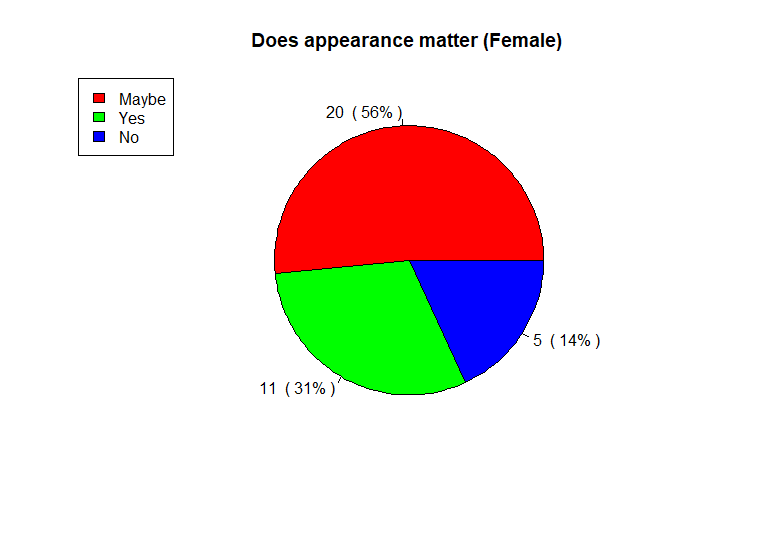 Does appearance matter (Female)
Maybe
Yes
No
20 ( 56% )
11 ( 31% )
5 ( 14% )